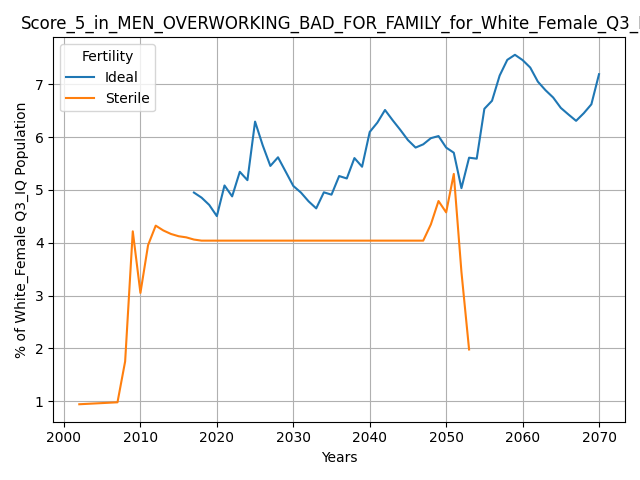 Score_5_in_MEN_OVERWORKING_BAD_FOR_FAMILY_for_White_Female_Q3_
Fertility
Ideal
Sterile
% of White_Female Q3_IQ Population
7
6
5
4
3
2
1
2000 2010 2020 2030 2040 2050 2060 2070
Years